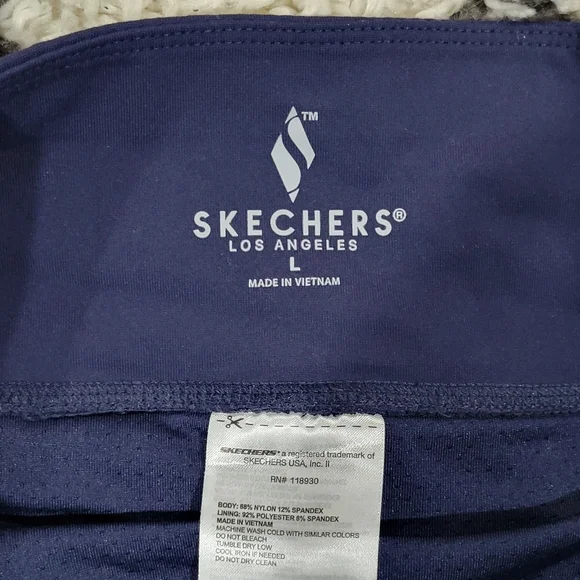 TM
SKECHERS®
LOS ANGELES
L
MADE IN VIETNAM
SKECHERS® a registered trademark of
SKECHERS USA, Inc. II
RN# 118930
BODY: 88% NYLON 12% SPANDEX
LINING: 92% POLYESTER 8% SPANDEX
MADE IN VIETNAM
MACHINE WASH COLD WITH SIMILAR COLORS
DO NOT BLEACH
TUMBLE DRY LOW
COOL IRON IF NEEDED
DO NOT DRY CLEAN